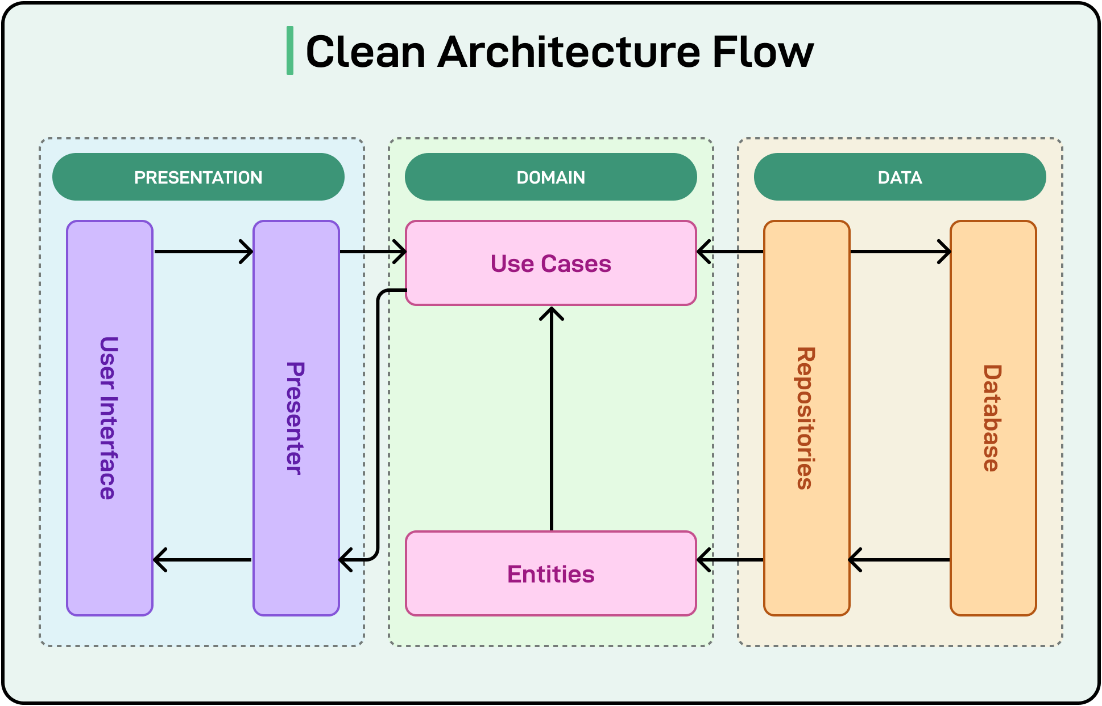 Clean Architecture Flow
PRESENTATION
DOMAIN
DATA
User Interface
Presenter
Use Cases
Entities
Repositories
Database